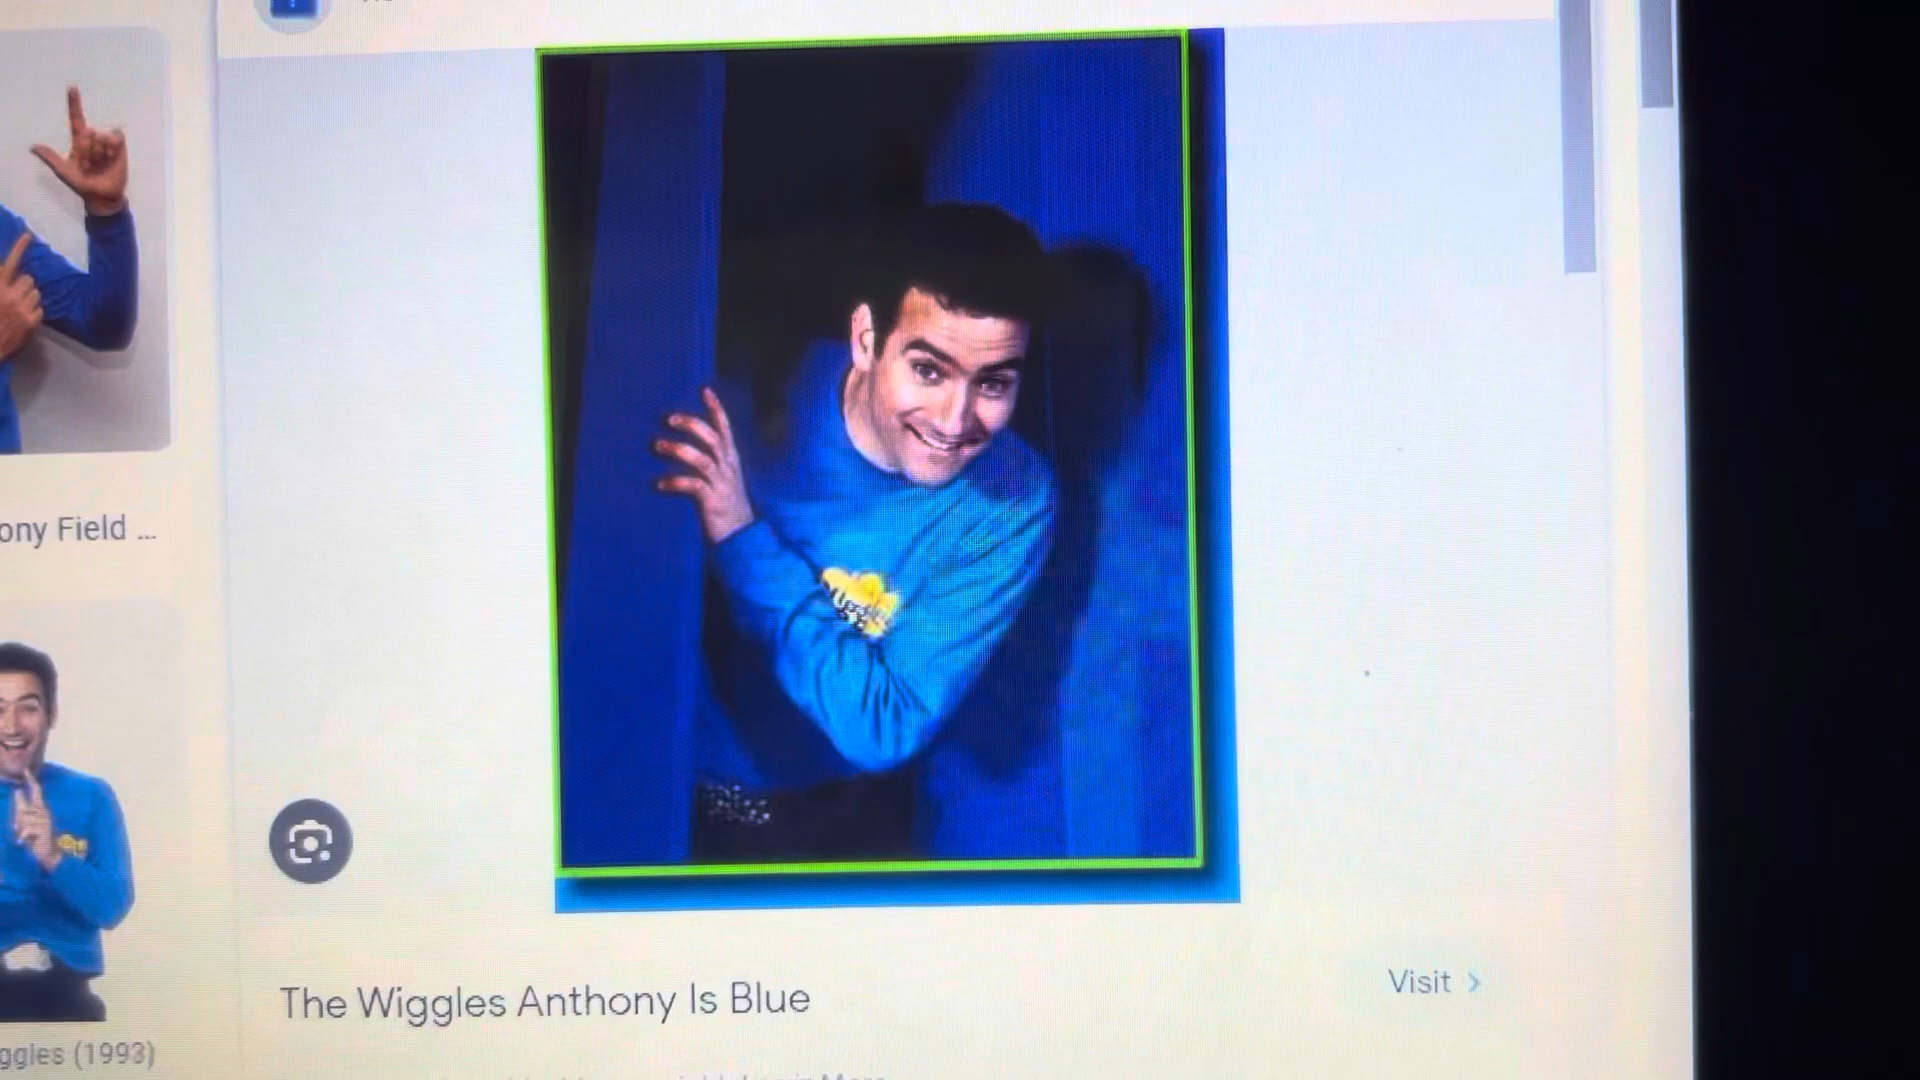 ony Field ...
The Wiggles Anthony Is Blue
Visit >
ggles (1993)